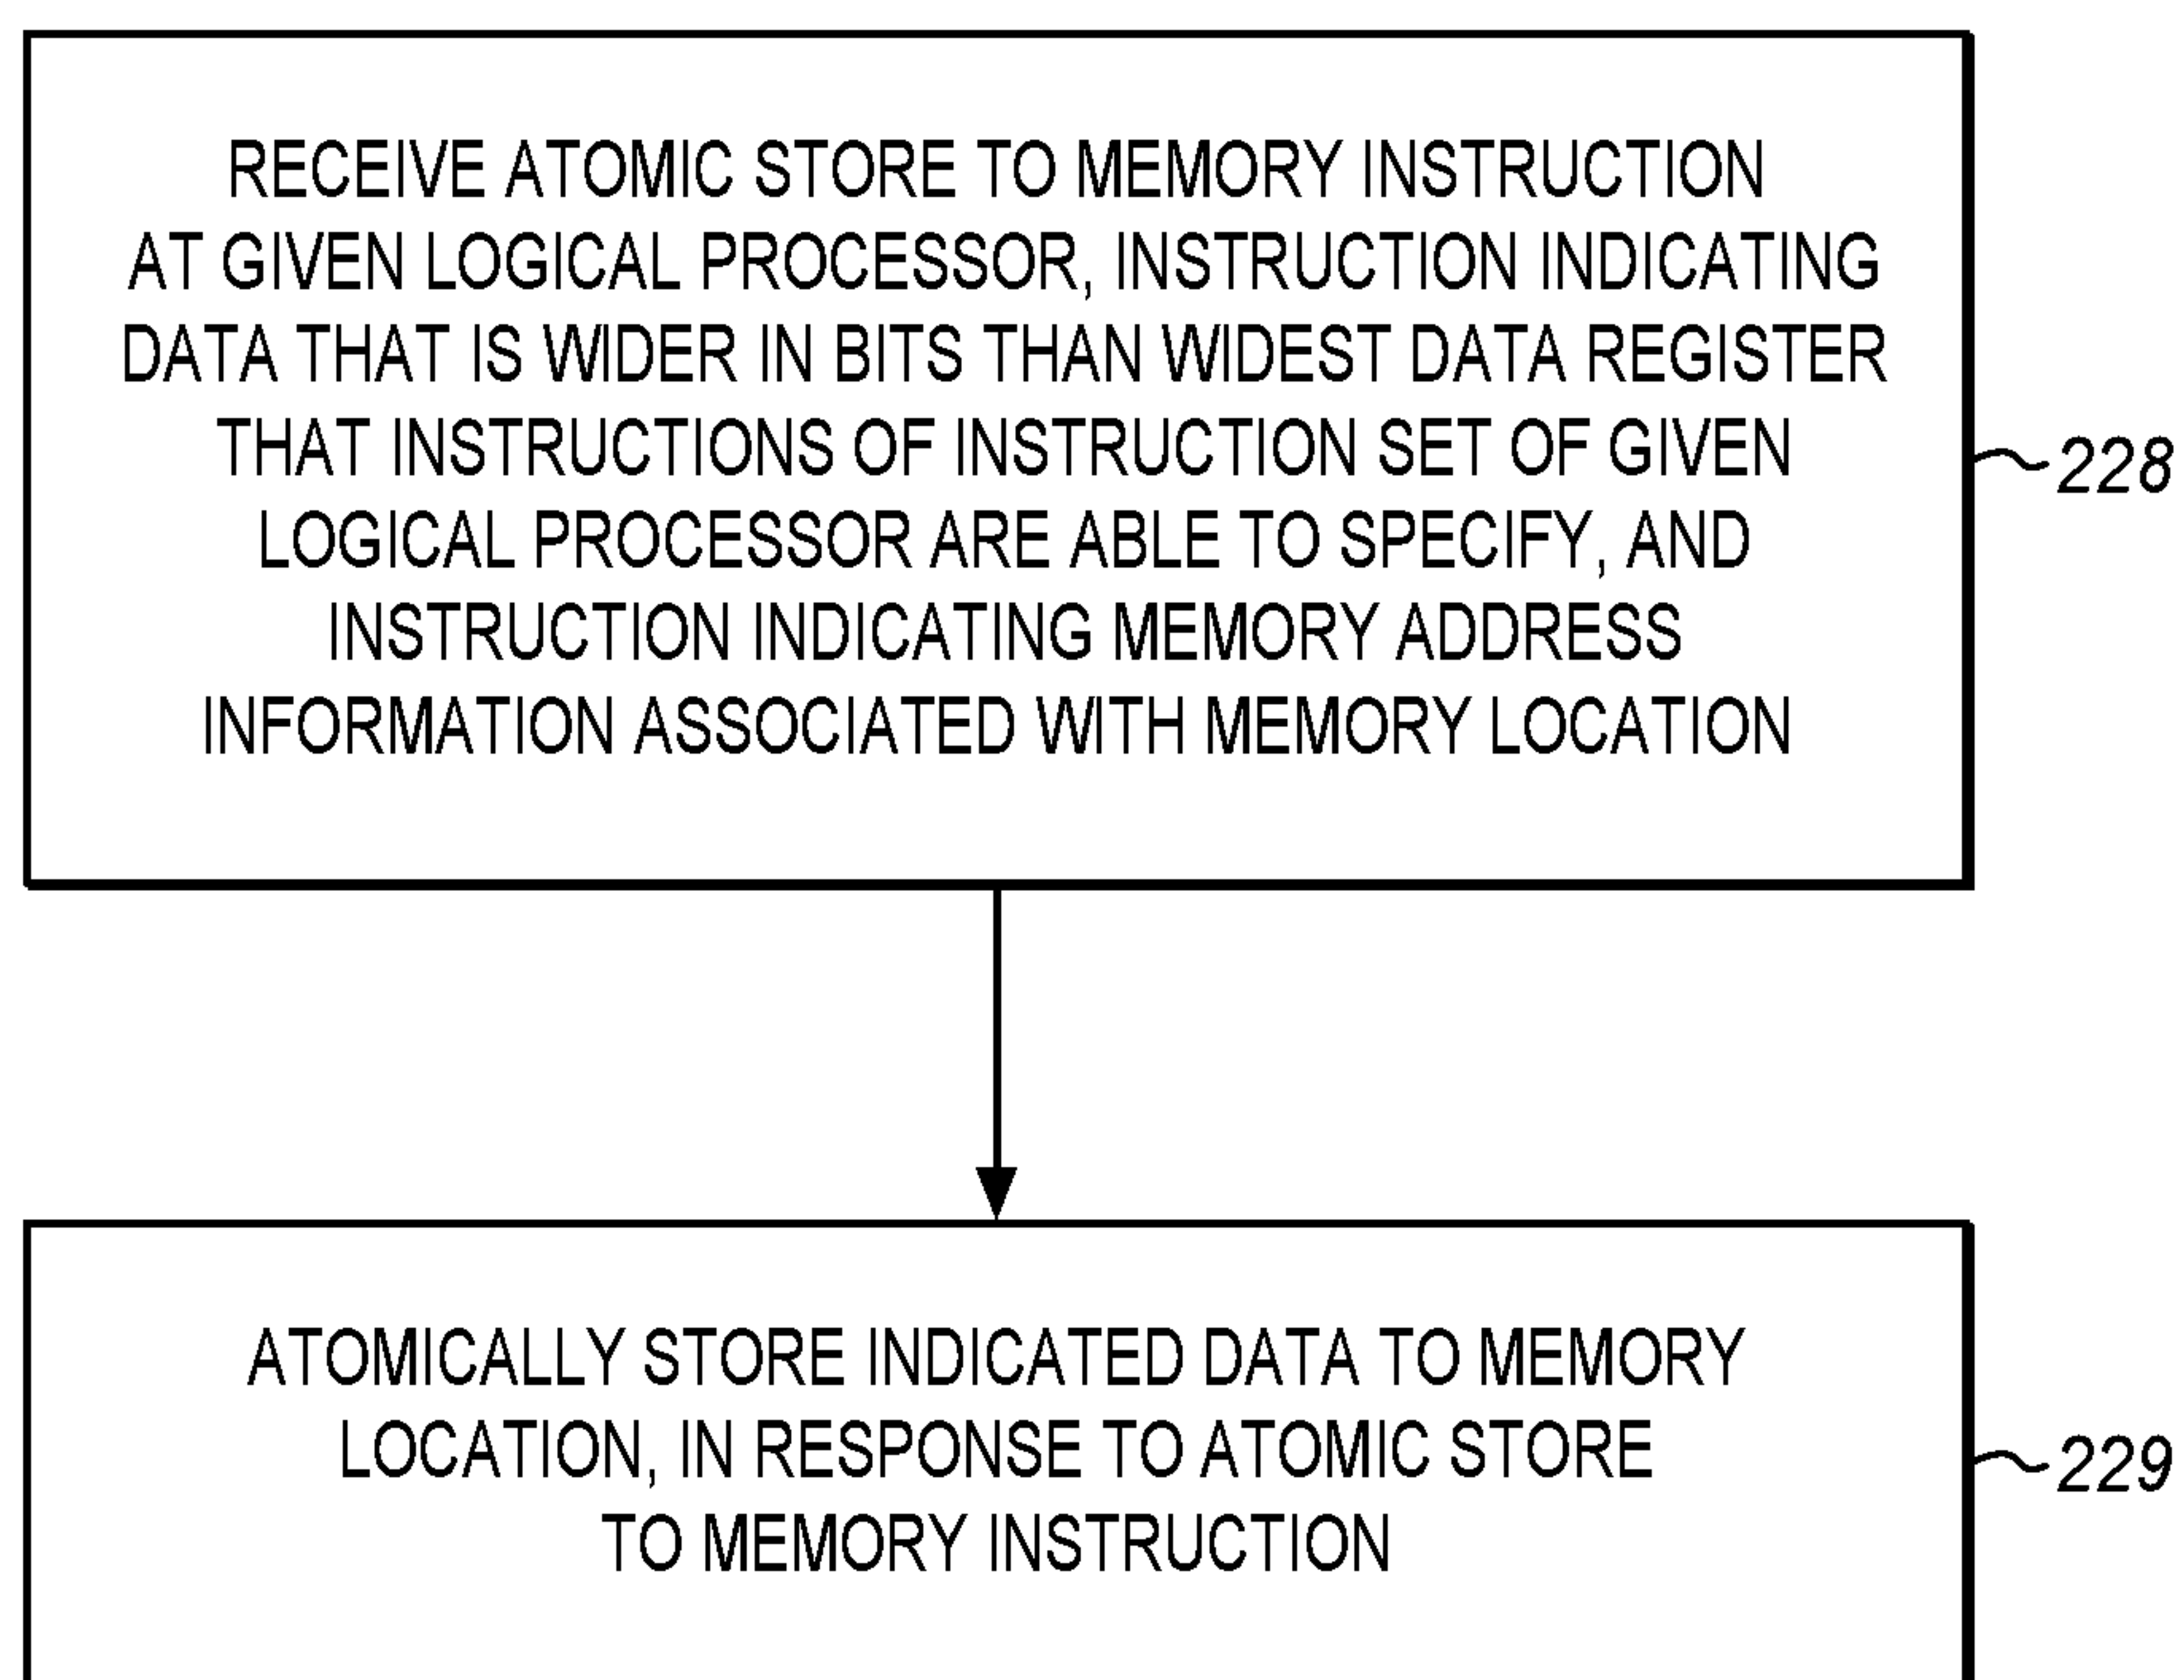 RECEIVE ATOMIC STORE TO MEMORY INSTRUCTION
AT GIVEN LOGICAL PROCESSOR, INSTRUCTION INDICATING
DATA THAT IS WIDER IN BITS THAN WIDEST DATA REGISTER
THAT INSTRUCTIONS OF INSTRUCTION SET OF GIVEN
LOGICAL PROCESSOR ARE ABLE TO SPECIFY, AND
INSTRUCTION INDICATING MEMORY ADDRESS
INFORMATION ASSOCIATED WITH MEMORY LOCATION
228
ATOMICALLY STORE INDICATED DATA TO MEMORY
LOCATION, IN RESPONSE TO ATOMIC STORE
TO MEMORY INSTRUCTION
229